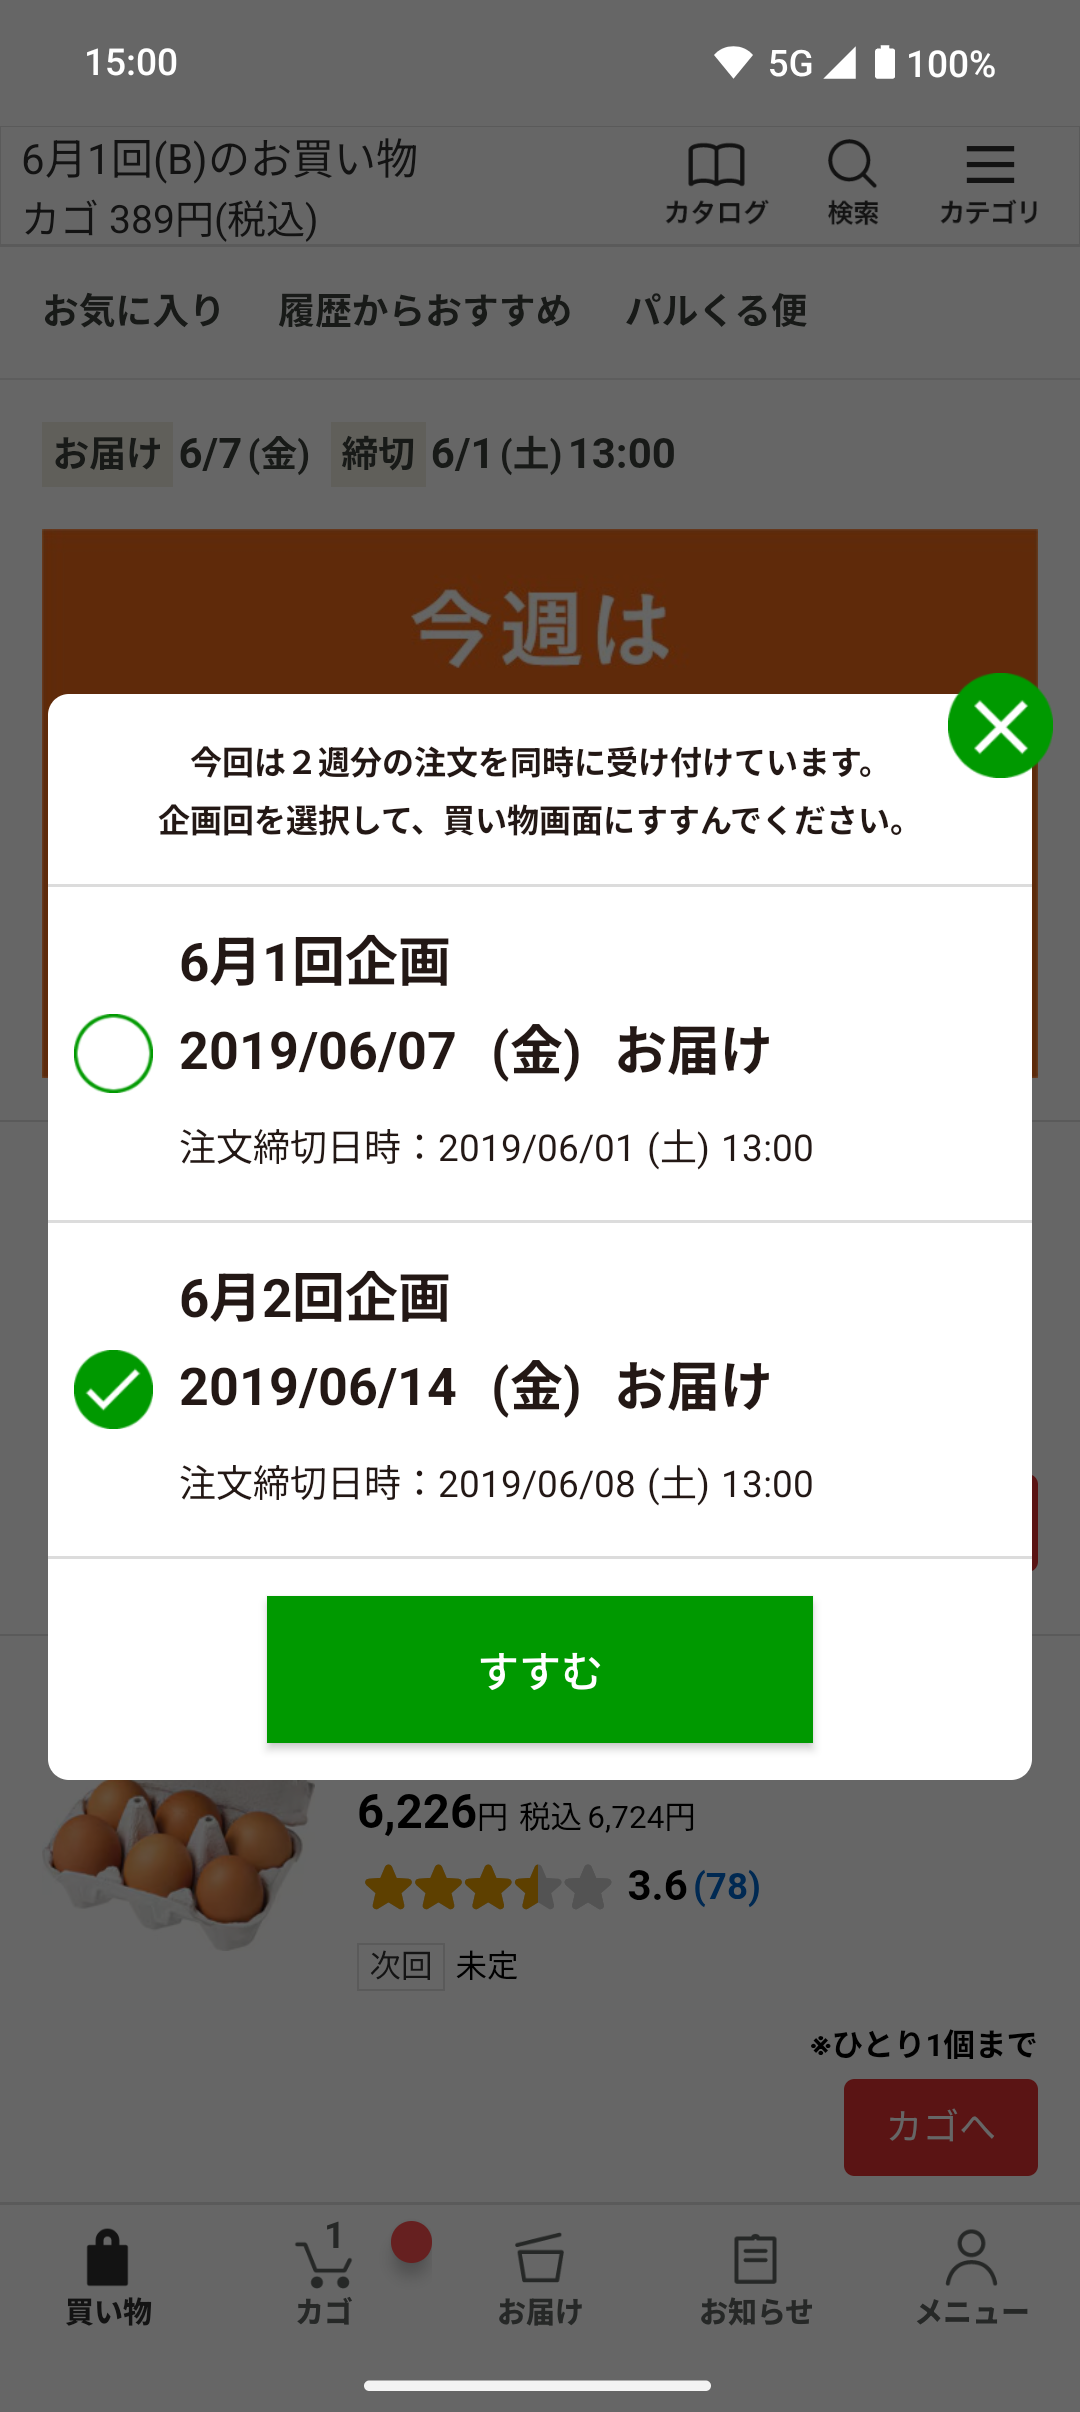 15:00
5G 100%
6月1回(B)のお買い物
カゴ 389円(税込)
カタログ
検索
カテゴリ
お気に入り 履歴からおすすめ パルくる便
お届け 6/7(金) 締切 6/1(土)13:00
今週は
今回は２週分の注文を同時に受け付けています。
企画回を選択して、買い物画面にすすんでください。
6月1回企画
2019/06/07 (金) お届け
注文締切日時：2019/06/01 (土) 13:00
6月2回企画
2019/06/14 (金) お届け
注文締切日時：2019/06/08 (土) 13:00
すすむ
6,226円 税込 6,724円
3.6 (78)
次回 未定
※ひとり1個まで
カゴへ
1
買い物 カゴ お届け お知らせ メニュー